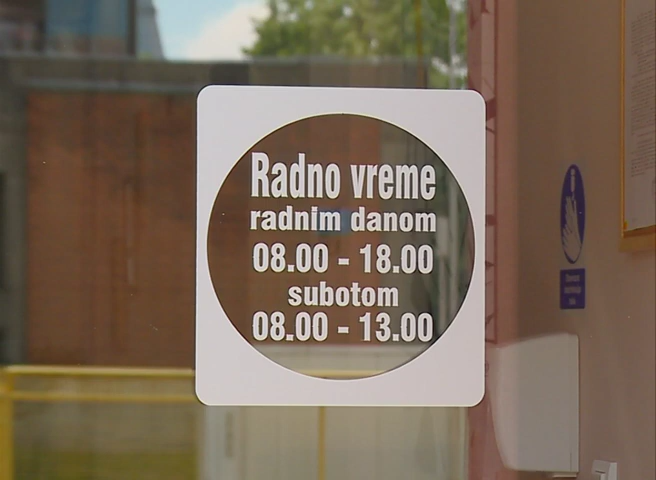 Radno vreme
radnim danom
08.00 - 18.00
subotom
08.00 - 13.00